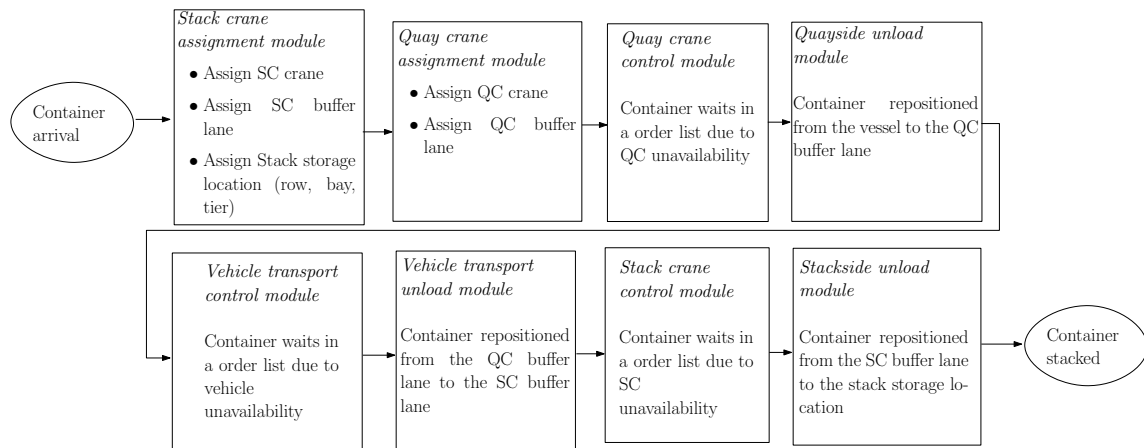 Container
arrival
Stack crane
assignment module
• Assign SC crane
• Assign SC buffer
lane
• Assign Stack storage
location (row, bay,
tier)
Quay crane
assignment module
• Assign QC crane
• Assign QC buffer
lane
Quay crane
control module
Container waits in
a order list due to
QC unavailability
Quayside unload
module
Container repositioned
from the vessel to the QC
buffer lane
Vehicle transport
control module
Container waits in
a order list due to
vehicle
unavailability
Vehicle transport
unload module
Container repositioned
from the QC buffer
lane to the SC buffer
lane
Stack crane
control module
Container waits in
a order list due to
SC
unavailability
Stackside unload
module
Container repositioned
from the SC buffer lane
to the stack storage lo-
cation
Container
stacked